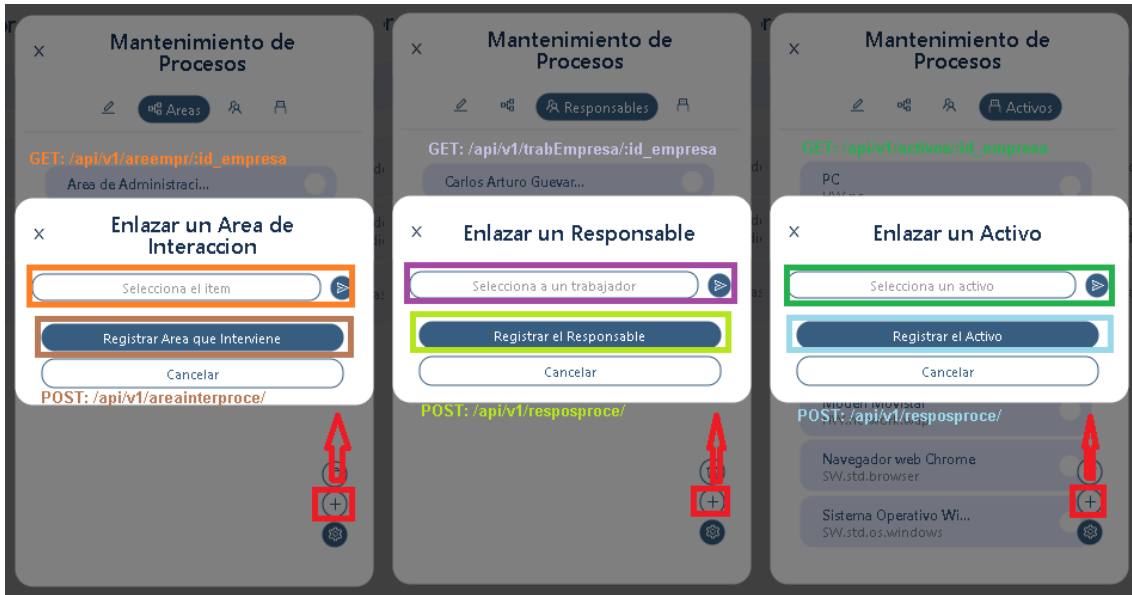 Mantenimiento de
Procesos
Areas
GET: /api/v1/areempr/:id_empresa
Area de Administraci...
Enlazar un Area de
Interaccion
Selecciona el item
Registrar Area que Interviene
Cancelar
POST: /api/v1/areainterproce/
Mantenimiento de
Procesos
Responsables
GET: /api/v1/trabEmpresa/:id_empresa
Carlos Arturo Guevar...
Enlazar un Responsable
Selecciona a un trabajador
Registrar el Responsable
Cancelar
POST: /api/v1/resposproce/
Mantenimiento de
Procesos
Activos
GET: /api/v1/activos/:id_empresa
PC
Enlazar un Activo
Selecciona un activo
Registrar el Activo
Cancelar
POST: /api/v1/resposproce/
Navegador web Chrome
SW.std.browser
Sistema Operativo Wi...
SW.std.os.windows